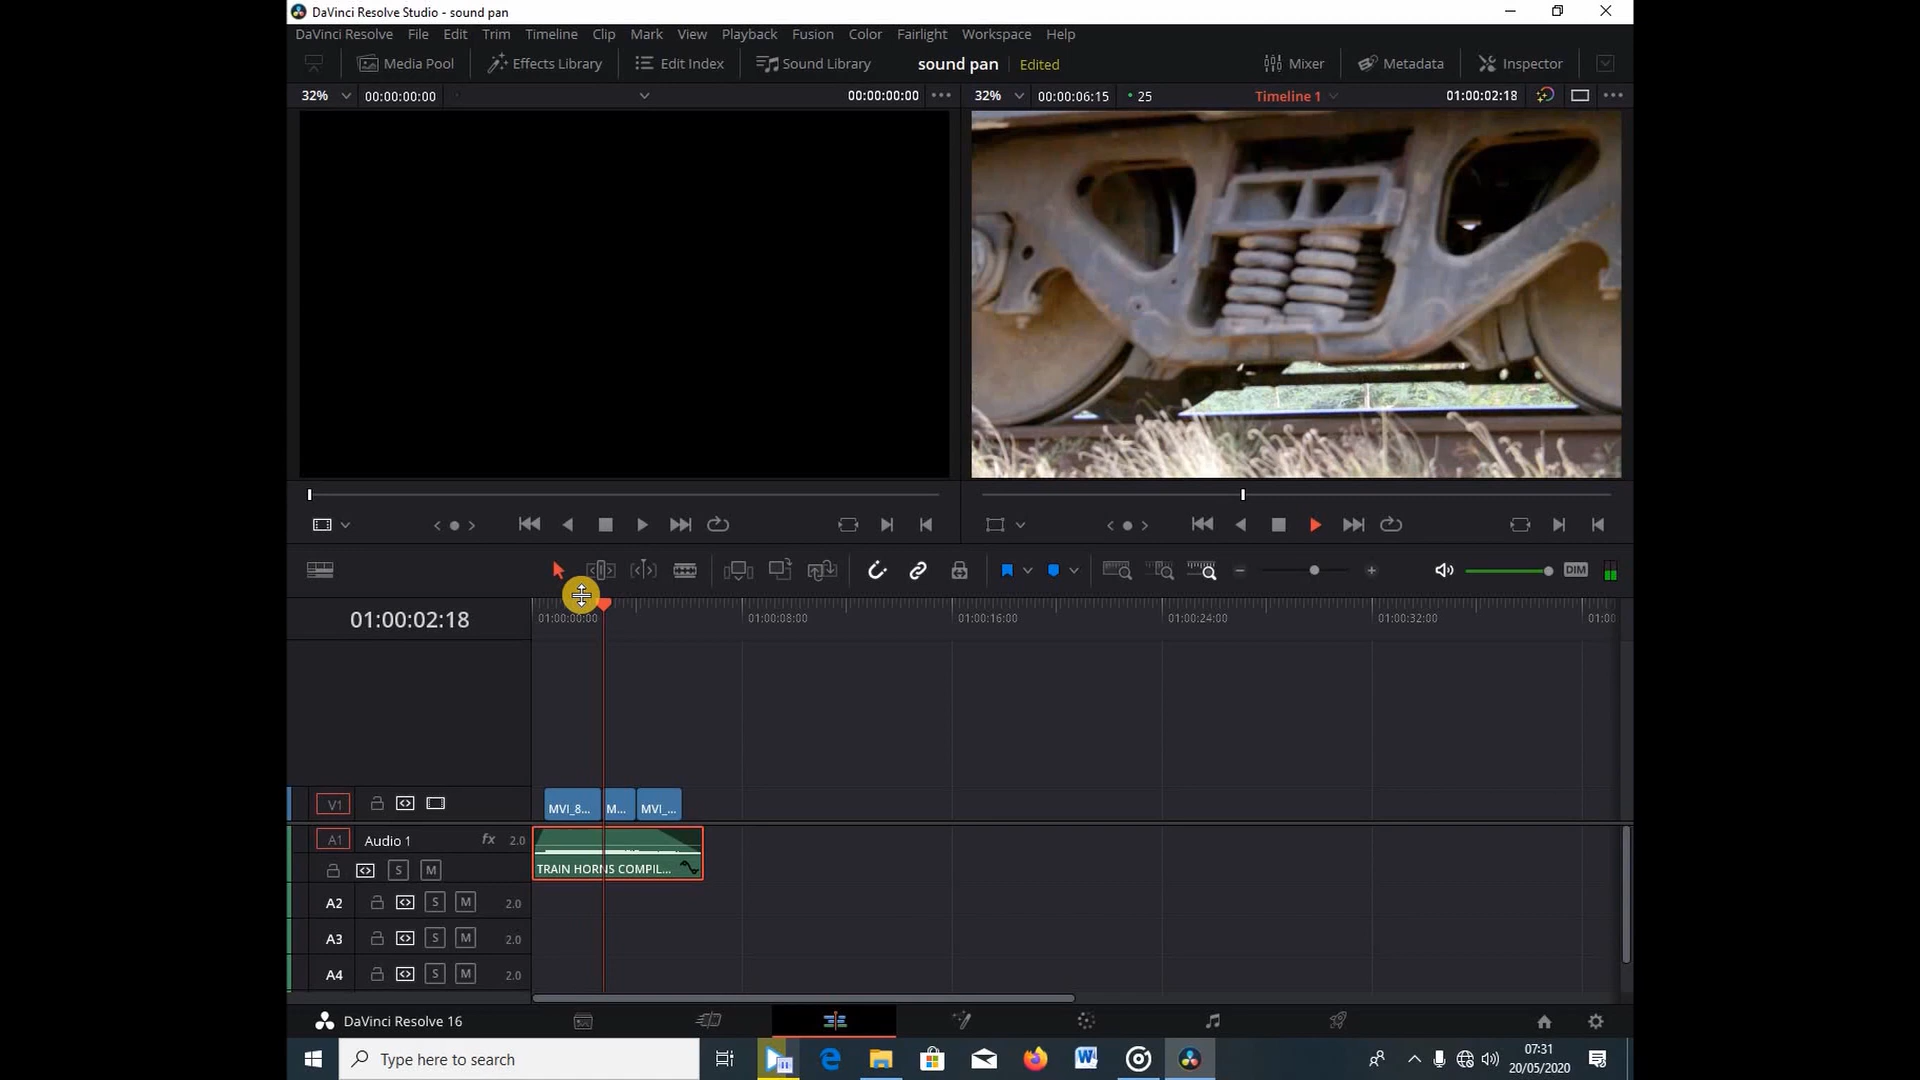 DaVinci Resolve Studio - sound pan
DaVinci Resolve File Edit Trim Timeline Clip Mark View Playback Fusion Color Fairlight Workspace Help
Media Pool Effects Library Edit Index Sound Library sound pan Edited Mixer Metadata Inspector
32% 00:00:00:00 00:00:00:00 32% 00:00:06:15 25 Timeline 1 01:00:02:18
DIM
01:00:02:18 01:00:00:00 01:00:08:00 01:00:16:00 01:00:24:00 01:00:32:00 01:00
V1 MVI_8... M... MVI_...
A1 Audio 1 fx 2.0
S M TRAIN HORNS COMPIL...
A2 S M 2.0
A3 S M 2.0
A4 S M 2.0
DaVinci Resolve 16
Type here to search
07:31
20/05/2020